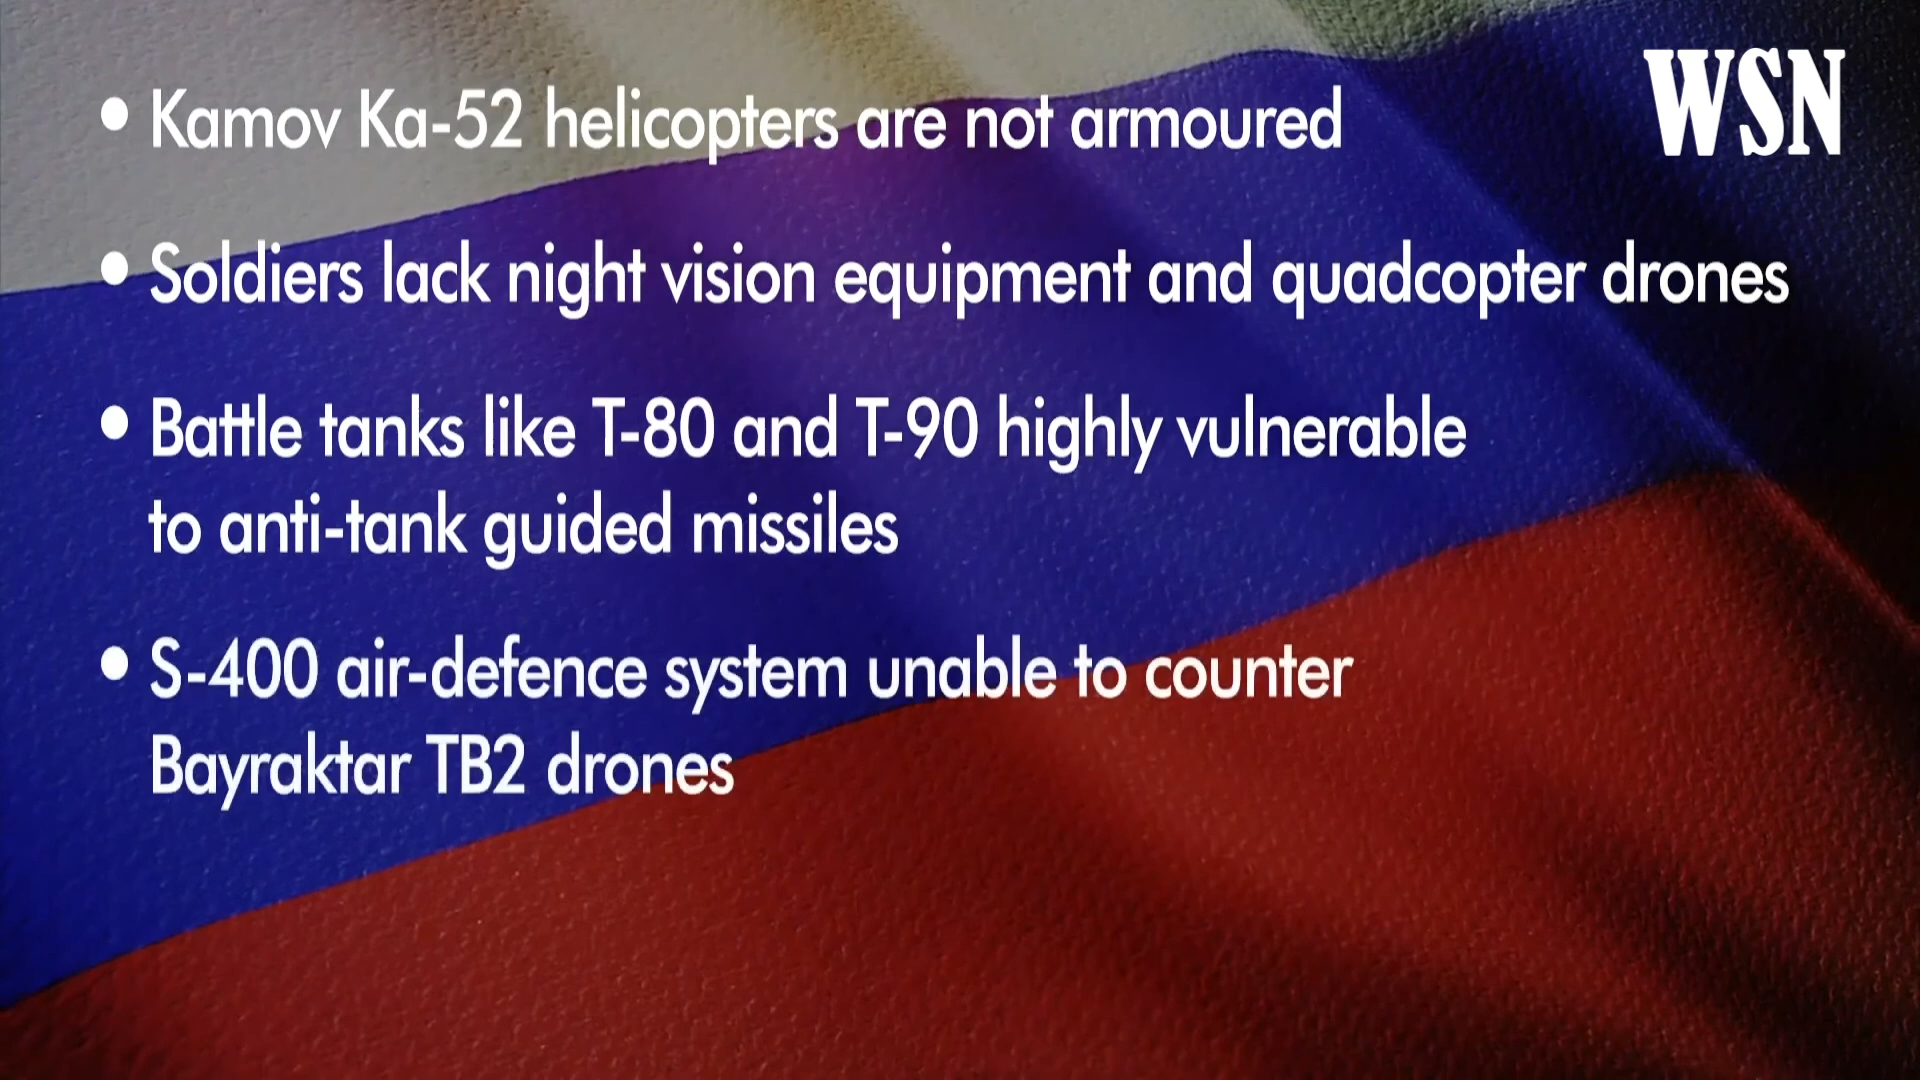 WSN
• Kamov Ka-52 helicopters are not armoured
• Soldiers lack night vision equipment and quadcopter drones
• Battle tanks like T-80 and T-90 highly vulnerable
to anti-tank guided missiles
• S-400 air-defence system unable to counter
Bayraktar TB2 drones